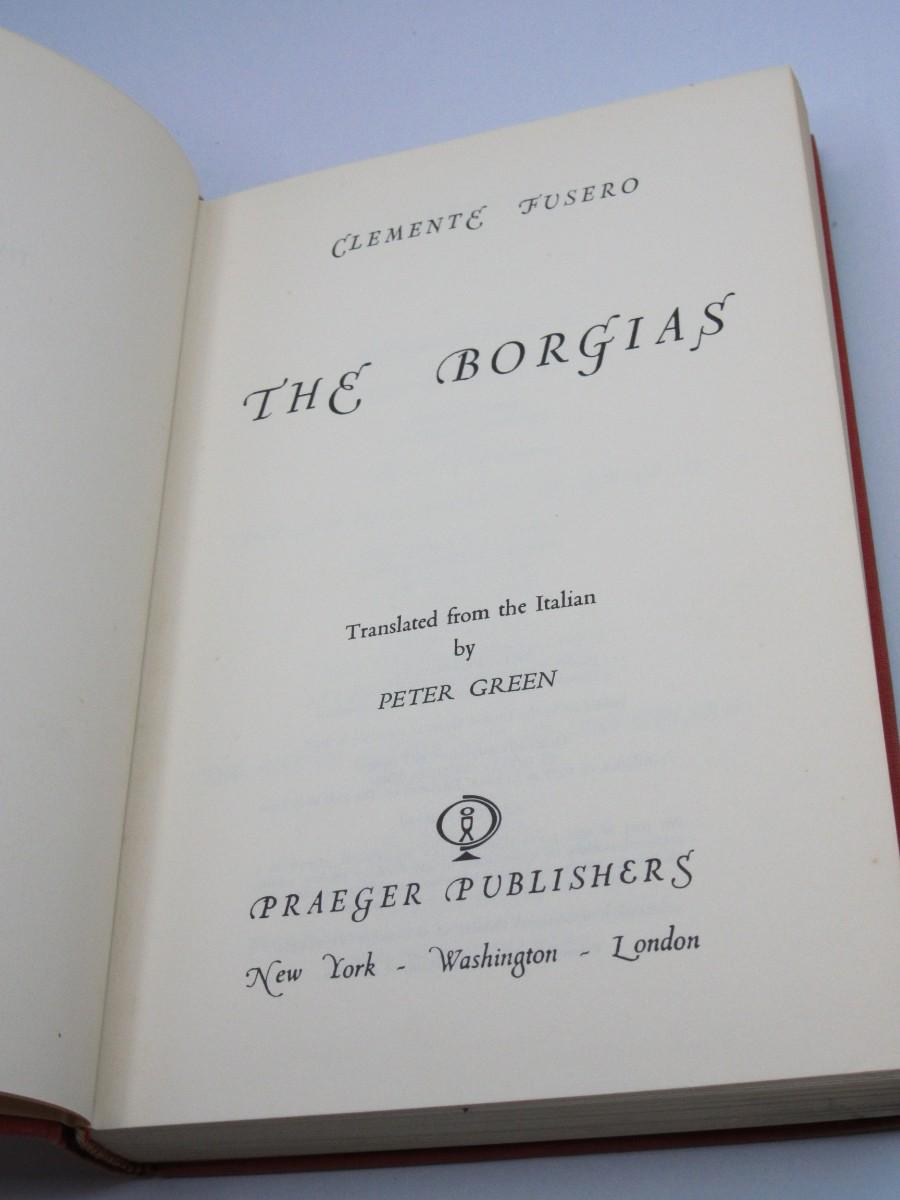 CLEMENTE FUSERO
THE BORGIAS
Translated from the Italian
by
PETER GREEN
PRAEGER PUBLISHERS
New York - Washington - London